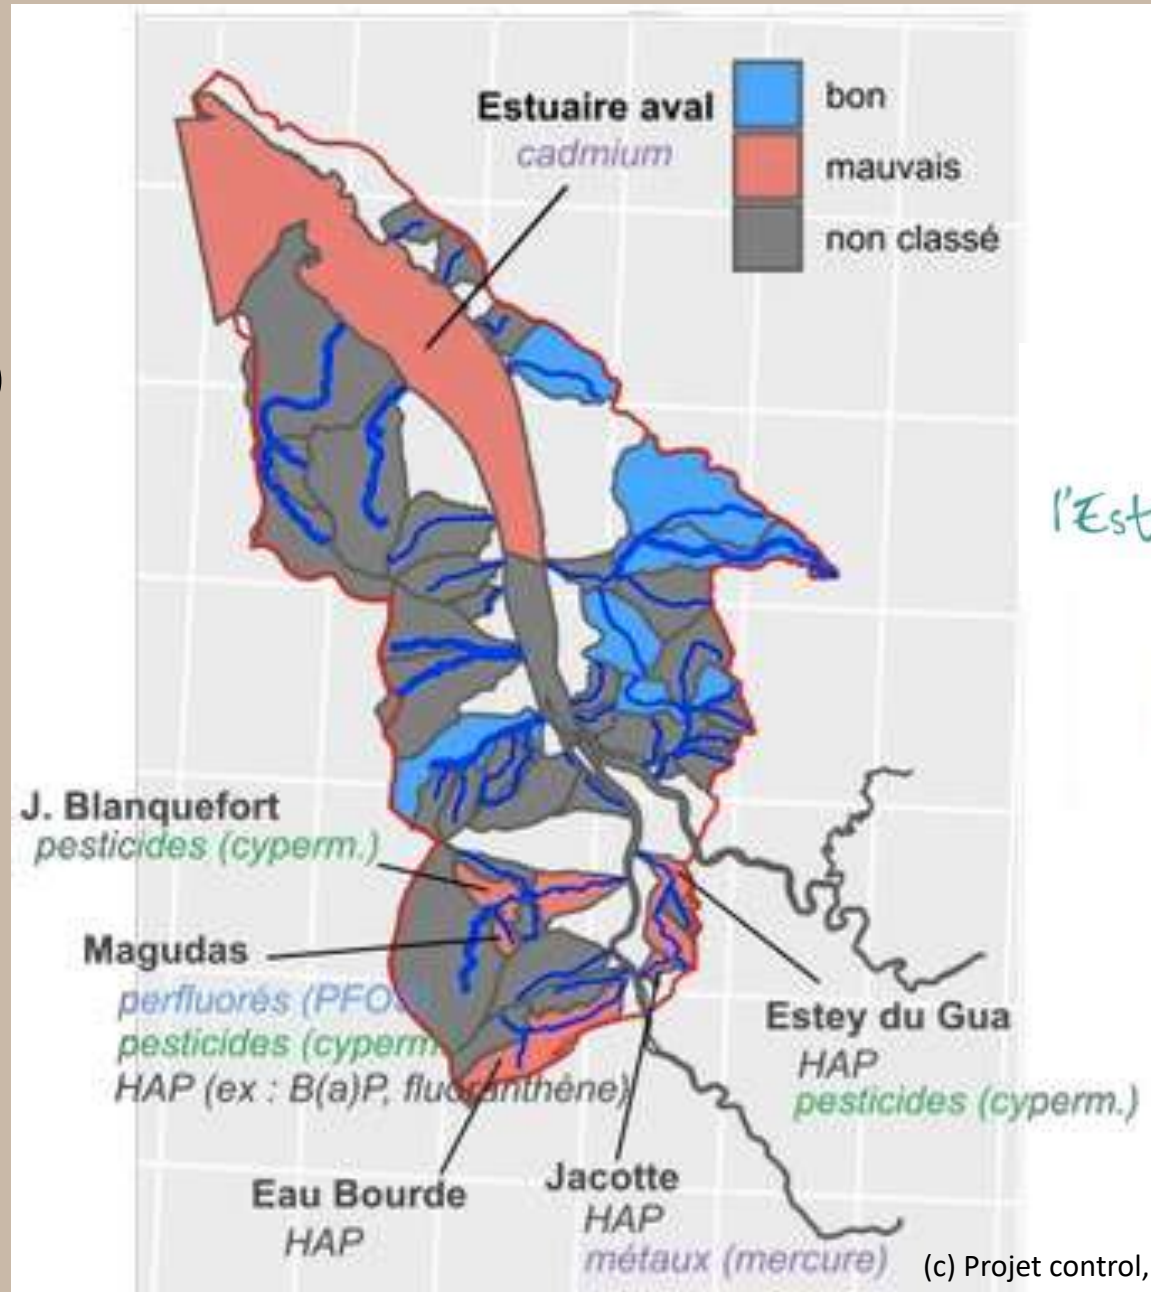 Estuaire aval
cadmium
bon
mauvais
non classé
)
l'Est
J. Blanquefort
pesticides (cyperm.)
Magudas
perfluorés (PFO
pesticides (cyperm
HAP (ex : B(a)P, fluoranthène)
Estey du Gua
HAP
pesticides (cyperm.)
Eau Bourde
HAP
Jacotte
HAP
métaux (mercure)
(c) Projet control,